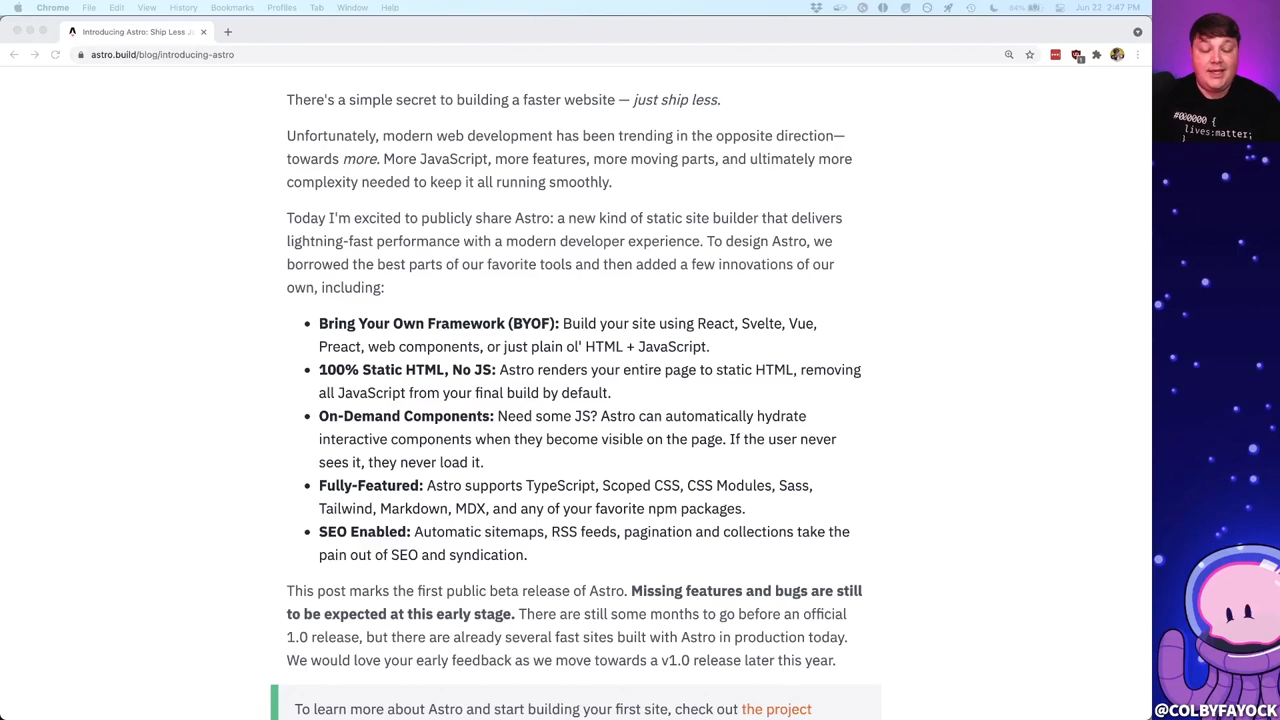 Chrome File Edit View History Bookmarks Profiles Tab Window Help 84% Jun 22 2:47 PM
Introducing Astro: Ship Less J
astro.build/blog/introducing-astro
There's a simple secret to building a faster website — just ship less.
Unfortunately, modern web development has been trending in the opposite direction—
towards more. More JavaScript, more features, more moving parts, and ultimately more
complexity needed to keep it all running smoothly.
Today I'm excited to publicly share Astro: a new kind of static site builder that delivers
lightning-fast performance with a modern developer experience. To design Astro, we
borrowed the best parts of our favorite tools and then added a few innovations of our
own, including:
• Bring Your Own Framework (BYOF): Build your site using React, Svelte, Vue,
Preact, web components, or just plain ol' HTML + JavaScript.
• 100% Static HTML, No JS: Astro renders your entire page to static HTML, removing
all JavaScript from your final build by default.
• On-Demand Components: Need some JS? Astro can automatically hydrate
interactive components when they become visible on the page. If the user never
sees it, they never load it.
• Fully-Featured: Astro supports TypeScript, Scoped CSS, CSS Modules, Sass,
Tailwind, Markdown, MDX, and any of your favorite npm packages.
• SEO Enabled: Automatic sitemaps, RSS feeds, pagination and collections take the
pain out of SEO and syndication.
This post marks the first public beta release of Astro. Missing features and bugs are still
to be expected at this early stage. There are still some months to go before an official
1.0 release, but there are already several fast sites built with Astro in production today.
We would love your early feedback as we move towards a v1.0 release later this year.
To learn more about Astro and start building your first site, check out the project
#000000 {
lives:matter;
}
@COLBYFAYOCK